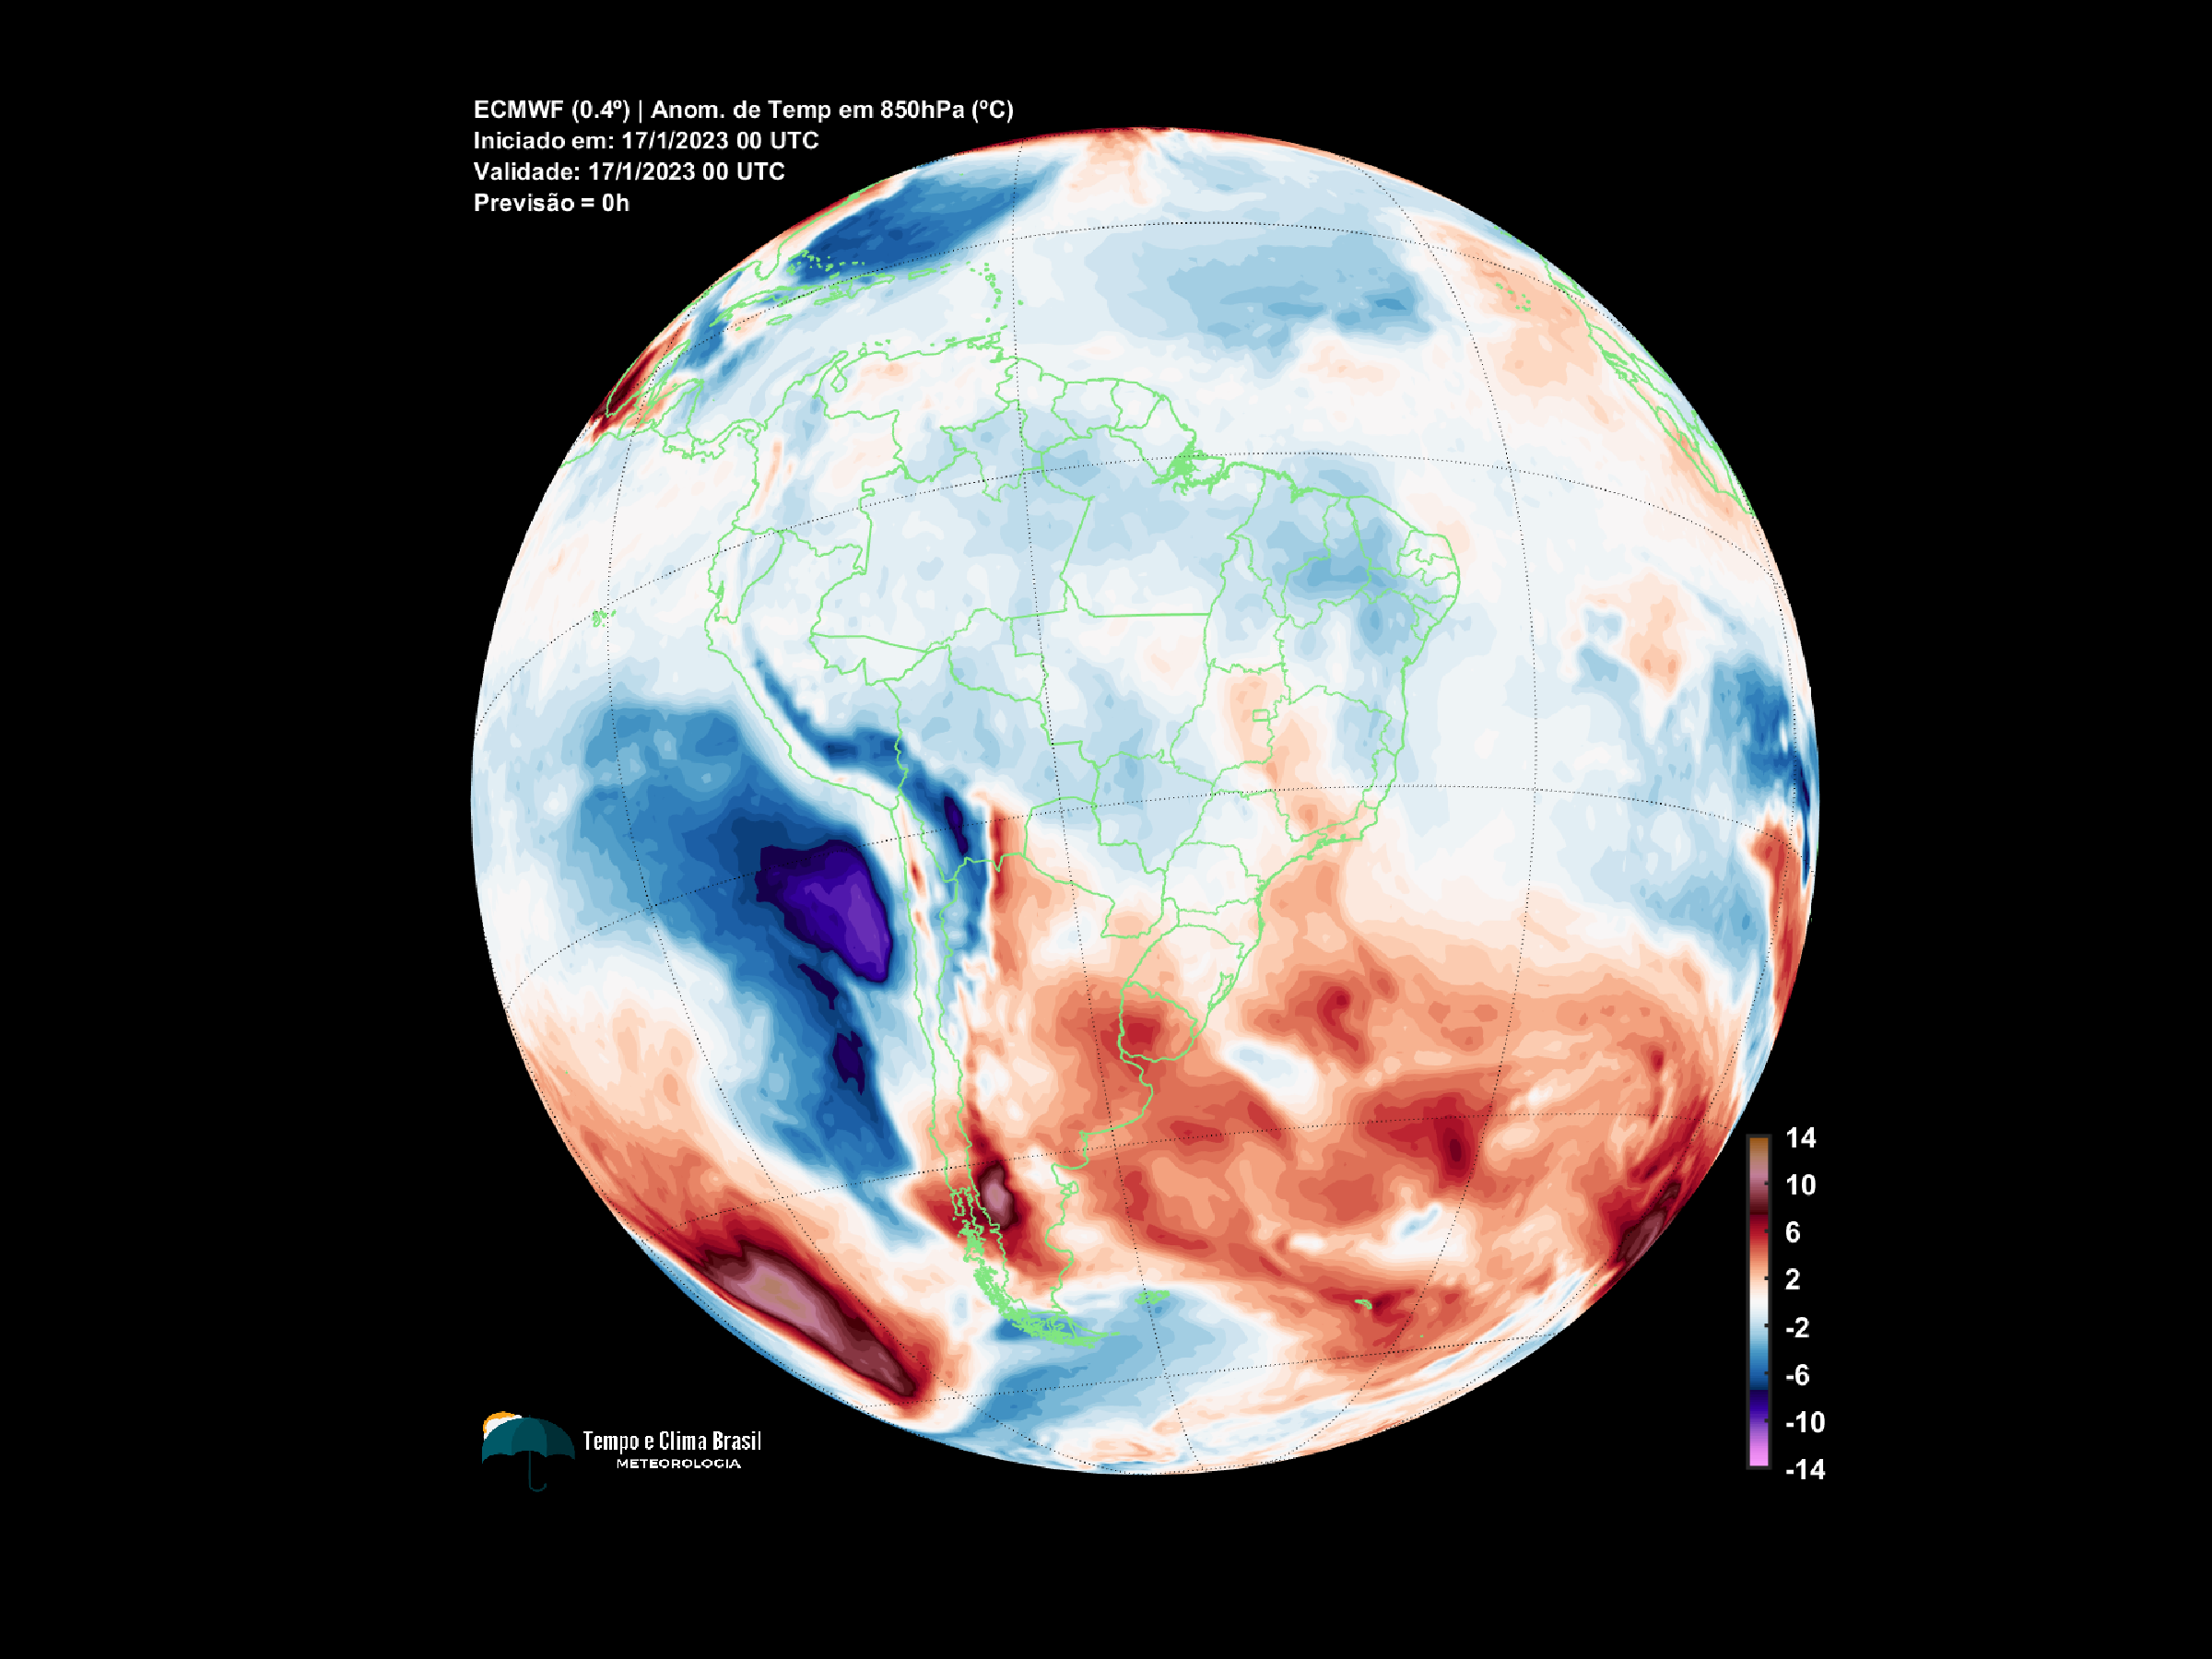 ECMWF (0.4º) | Anom. de Temp em 850hPa (ºC)
Iniciado em: 17/1/2023 00 UTC
Validade: 17/1/2023 00 UTC
Previsão = 0h
14
10
6
2
-2
-6
-10
-14
Tempo e Clima Brasil
METEOROLOGIA